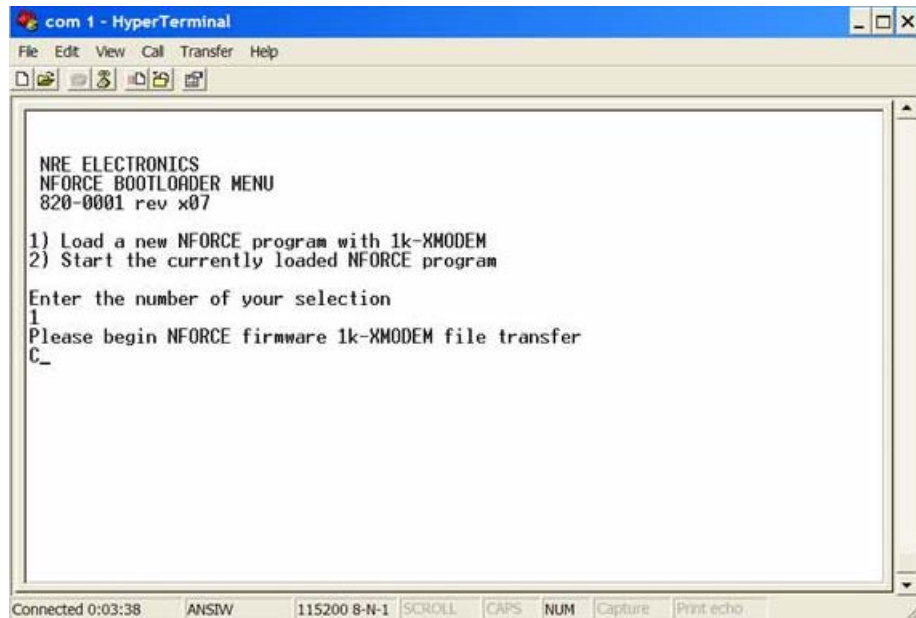 com 1 - HyperTerminal
File Edit View Call Transfer Help
NRE ELECTRONICS
NFORCE BOOTLOADER MENU
820-0001 rev x07
1) Load a new NFORCE program with 1k-XMODEM
2) Start the currently loaded NFORCE program
Enter the number of your selection
1
Please begin NFORCE firmware 1k-XMODEM file transfer
C_
Connected 0:03:38 ANSIW 115200 8-N-1 SCROLL CAPS NUM Capture Print echo